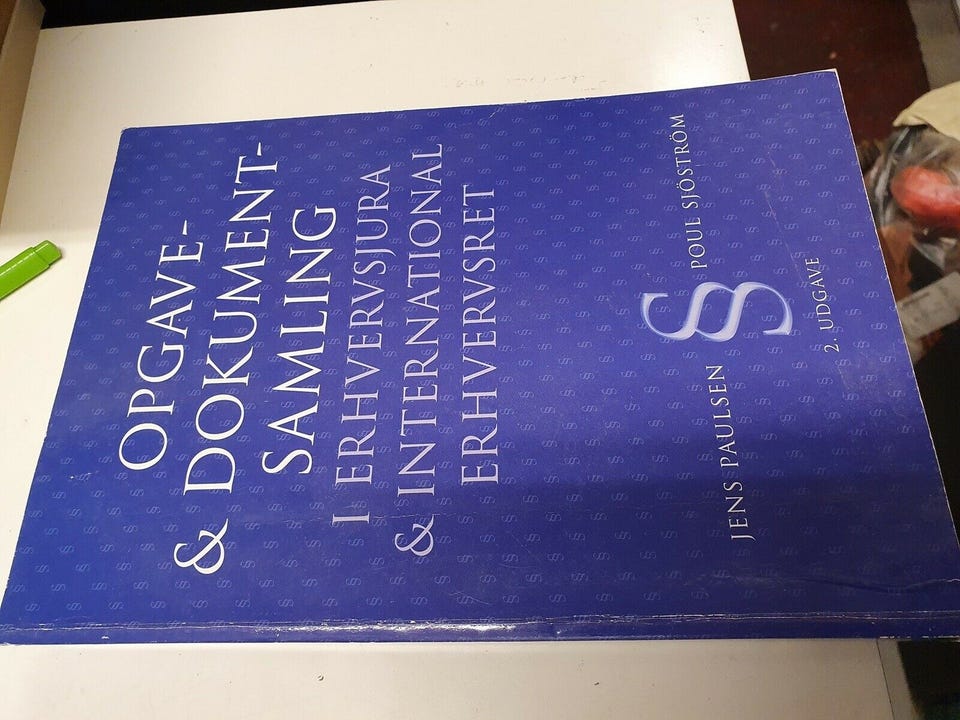 OPGAVE-
& DOKUMENT-
SAMLING
I ERHVERVSJURA
& INTERNATIONAL
ERHVERVSRET
JENS PAULSEN § POUL SJÖSTRÖM
2. UDGAVE